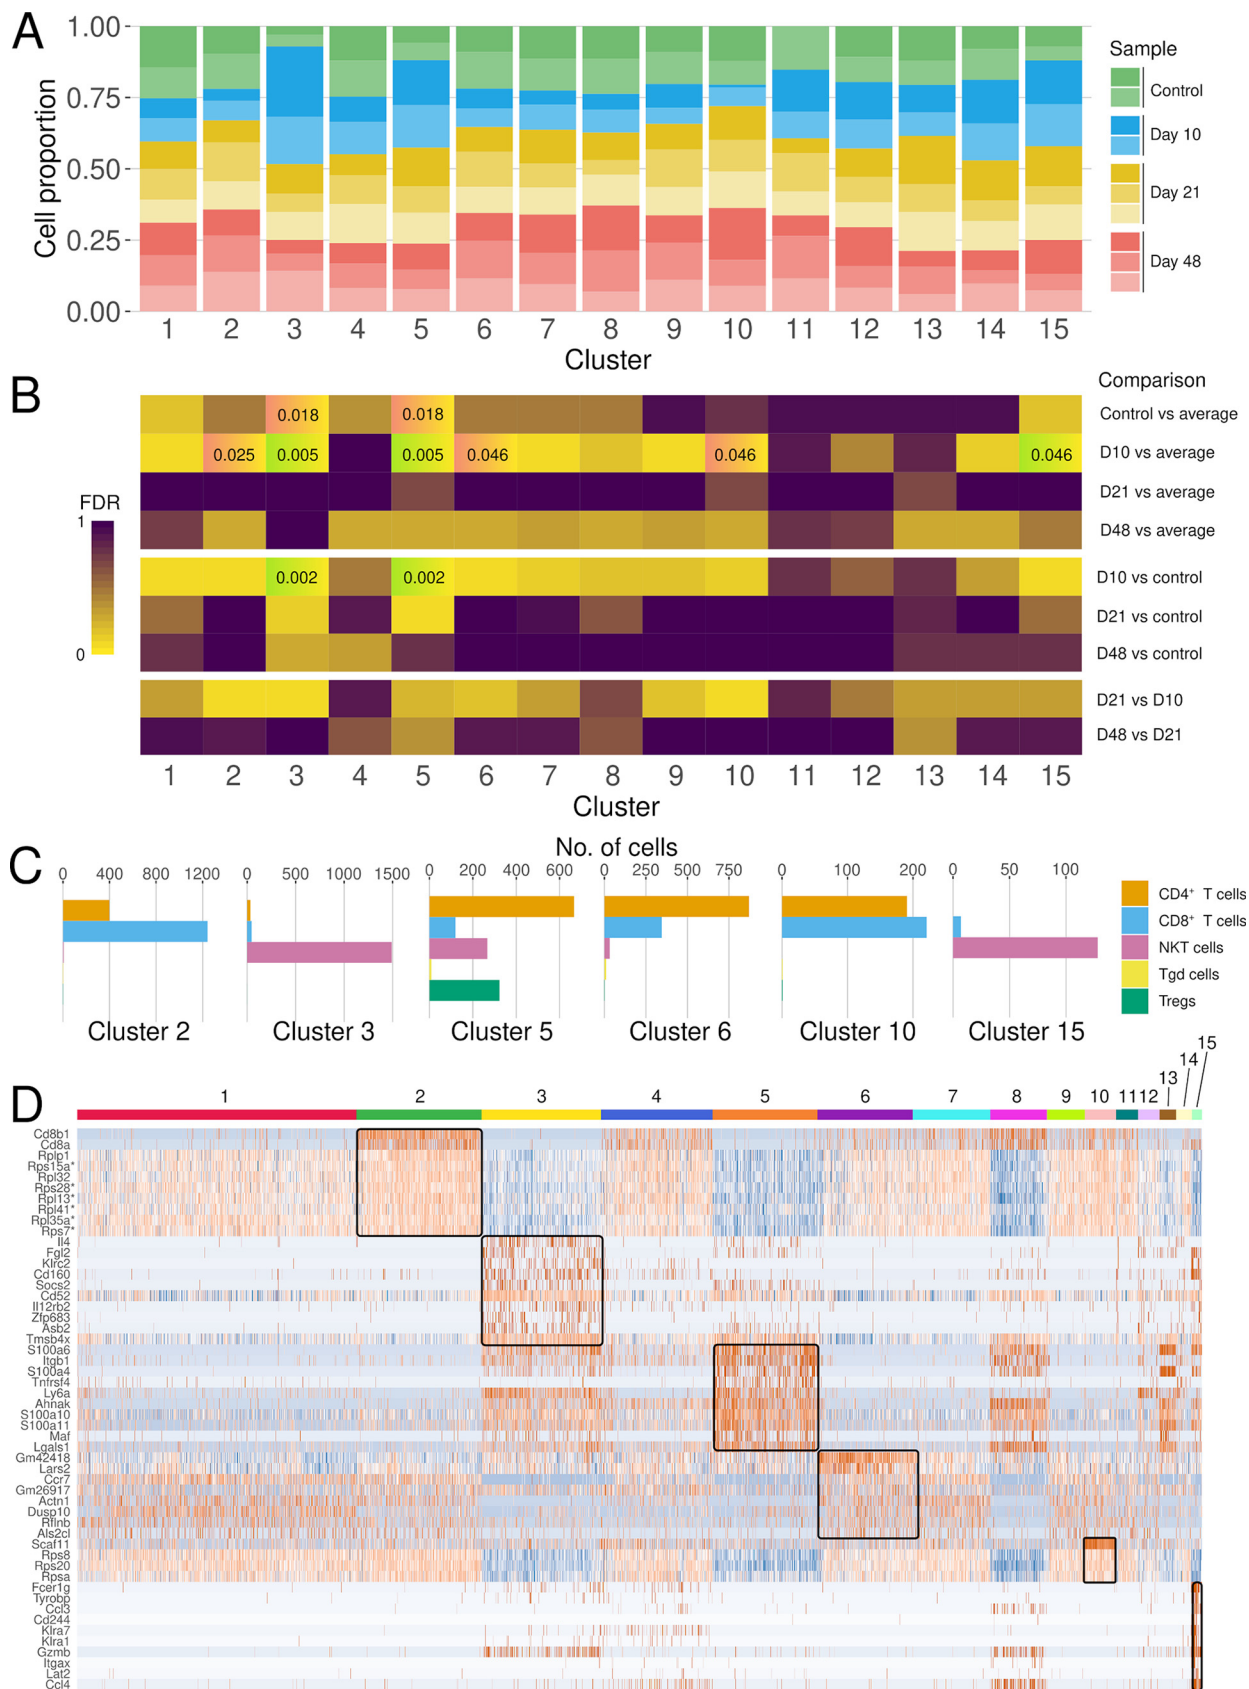 A
1.00
0.75
0.50
0.25
0.00
Cell proportion
1 2 3 4 5 6 7 8 9 10 11 12 13 14 15
Cluster
Sample
Control
Day 10
Day 21
Day 48
B
Comparison
0.018 0.018 Control vs average
0.025 0.005 0.005 0.046 0.046 0.046 D10 vs average
D21 vs average
D48 vs average
0.002 0.002 D10 vs control
D21 vs control
D48 vs control
D21 vs D10
D48 vs D21
FDR
1
0
1 2 3 4 5 6 7 8 9 10 11 12 13 14 15
Cluster
C
No. of cells
0 400 800 1200
0 500 1000 1500
0 200 400 600
0 250 500 750
0 100 200
0 50 100
Cluster 2
Cluster 3
Cluster 5
Cluster 6
Cluster 10
Cluster 15
CD4+ T cells
CD8+ T cells
NKT cells
Tgd cells
Tregs
D
1 2 3 4 5 6 7 8 9 10 11 12 13 14 15
Cd8b1
Cd8a
Rplp1
Rps15a*
Rpl32
Rps28*
Rpl13*
Rpl41*
Rpl35a*
Rps7*
Il4
Fgl2
Klrc2
Cd160
Socs2
Cd52
Il12rb2
Zfp683
Asb2
Tmsb4x
S100a6
Itgb1
S100a4
Tnfrsf4
Ly6a
Ahnak
S100a10
S100a11
Maf
Lgals1
Gm42418
Lars2
Ccr7
Gm26917
Actn1
Dusp10
Rflnb
Als2cl
Scaf11
Rps8
Rps20
Rpsa
Fcer1g
Tyrobp
Ccl3
Cd244
Klra7
Klra1
Gzmb
Itgax
Lat2
Ccl4